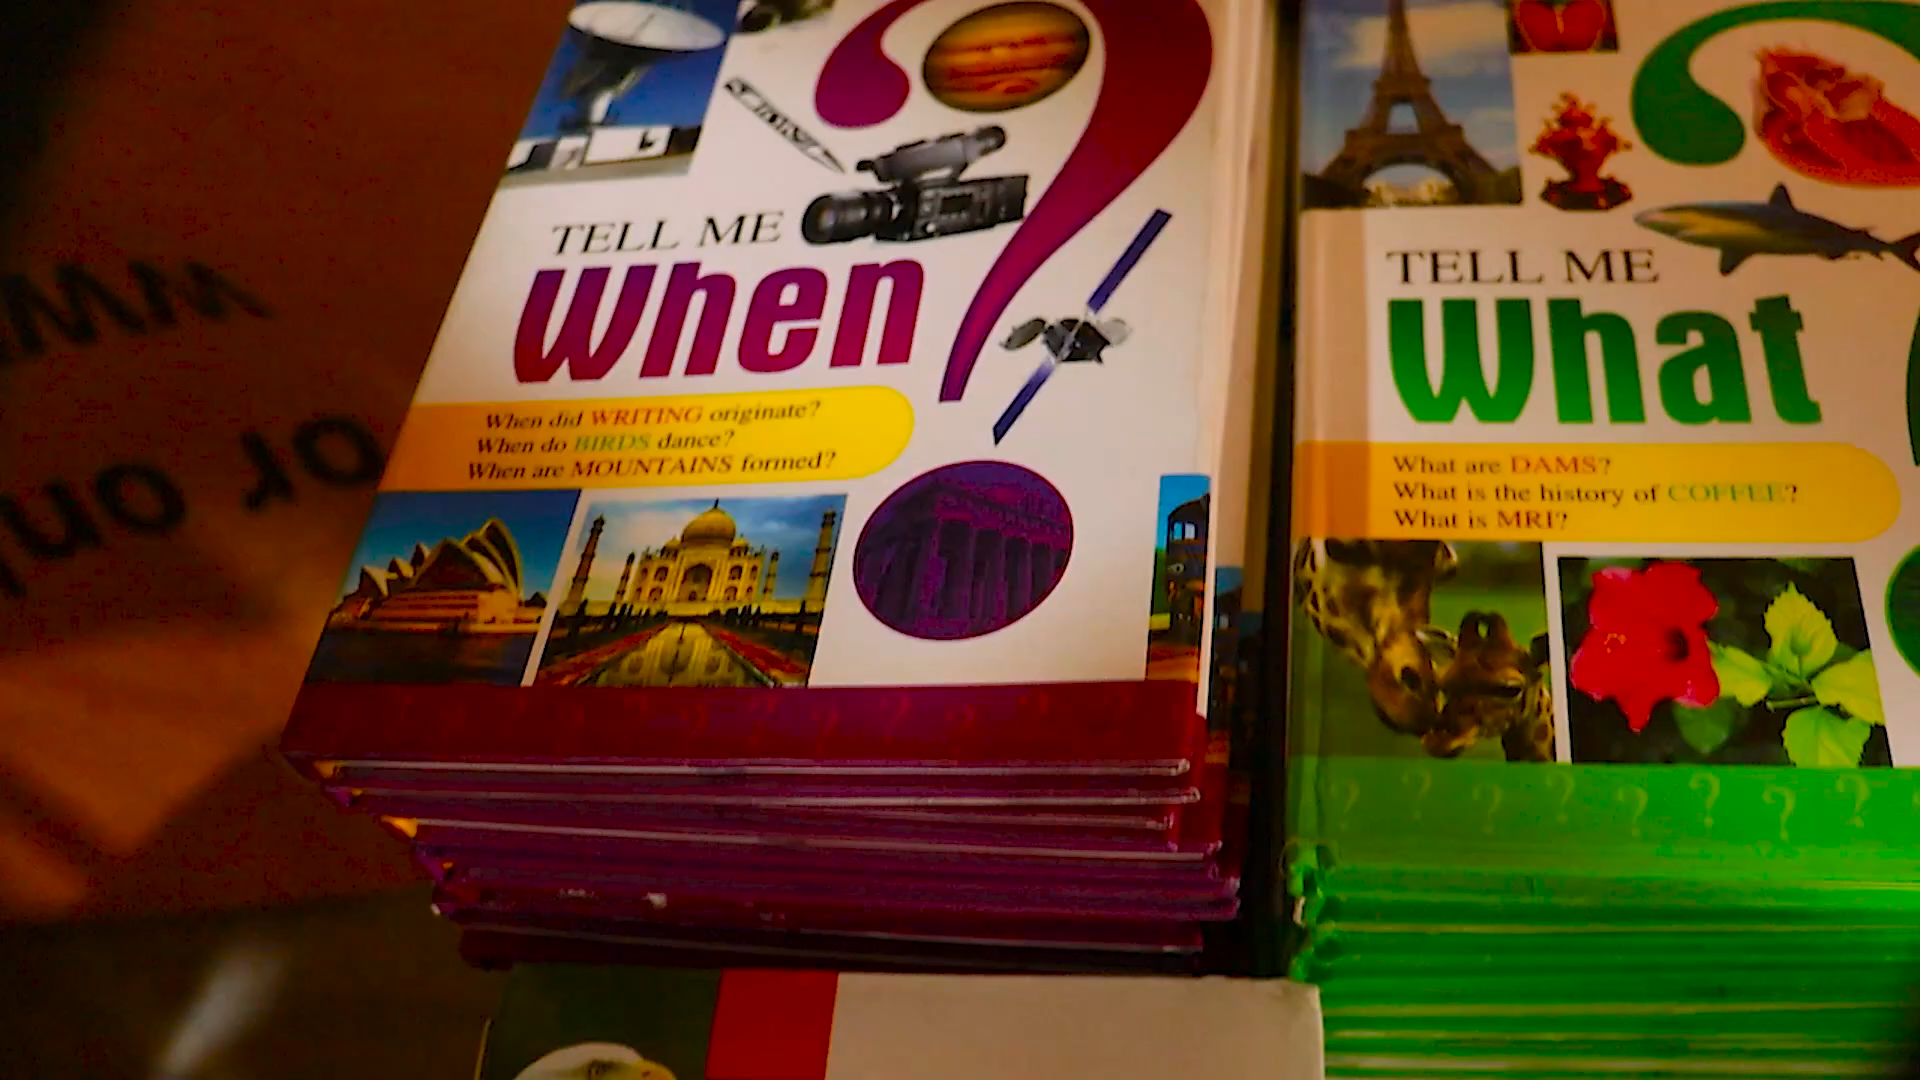 TELL ME
When?
When did WRITING originate?
When do BIRDS dance?
When are MOUNTAINS formed?
TELL ME
What
What are DAMS?
What is the history of COFFEE?
What is MRI?